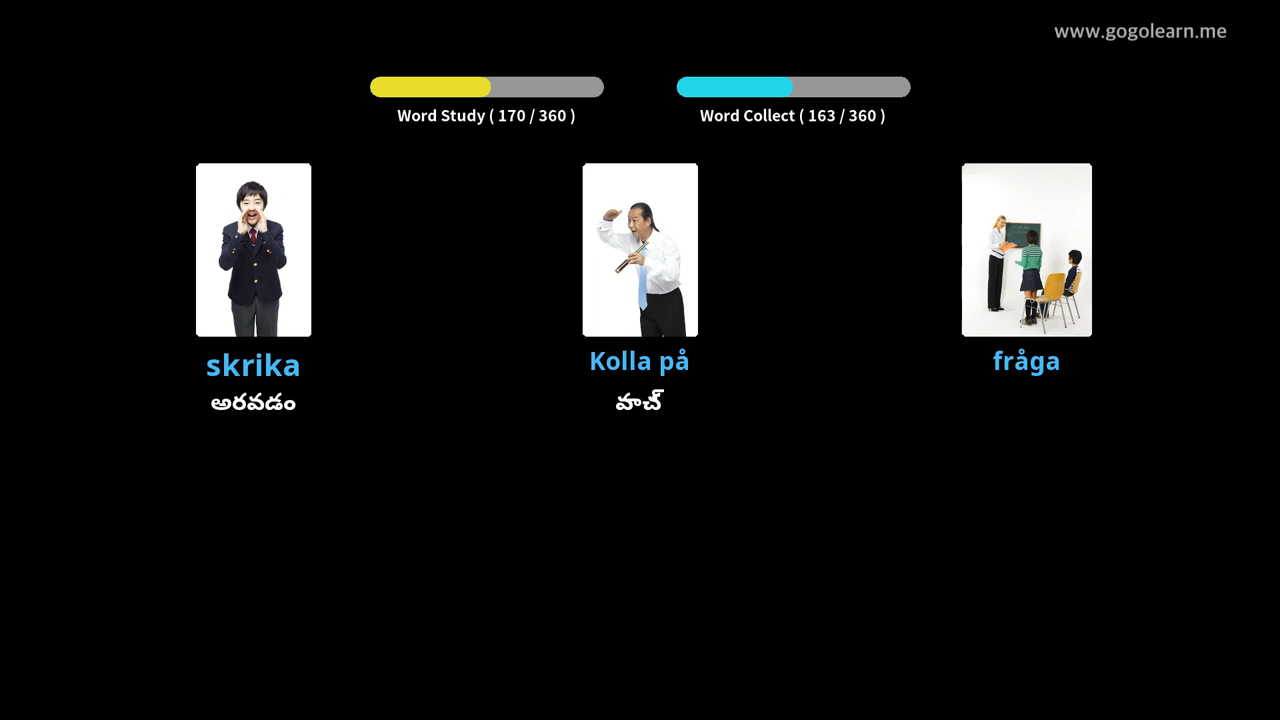 www.gogolearn.me
Word Study ( 170 / 360 )
Word Collect ( 163 / 360 )
skrika
Kolla på
fråga
అరవడం
వాచ్